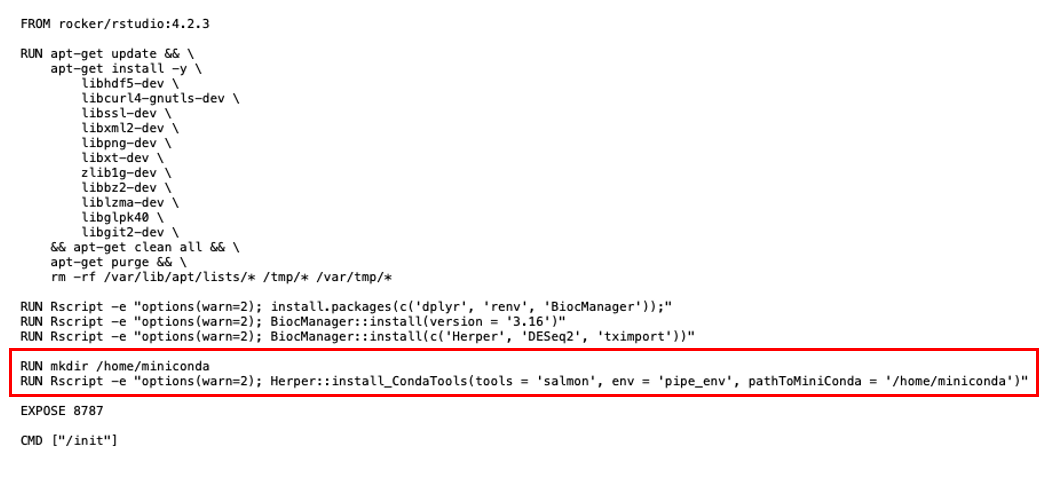 FROM rocker/rstudio:4.2.3
RUN apt-get update && \
apt-get install -y \
libhdf5-dev \
libcurl4-gnutls-dev \
libssl-dev \
libxml2-dev \
libpng-dev \
libxt-dev \
zlib1g-dev \
libbz2-dev \
liblzma-dev \
libglpk40 \
libgit2-dev \
&& apt-get clean all && \
apt-get purge && \
rm -rf /var/lib/apt/lists/* /tmp/* /var/tmp/*
RUN Rscript -e "options(warn=2); install.packages(c('dplyr', 'renv', 'BiocManager'));"
RUN Rscript -e "options(warn=2); BiocManager::install(version = '3.16')"
RUN Rscript -e "options(warn=2); BiocManager::install(c('Herper', 'DESeq2', 'tximport'))"
RUN mkdir /home/miniconda
RUN Rscript -e "options(warn=2); Herper::install_CondaTools(tools = 'salmon', env = 'pipe_env', pathToMiniConda = '/home/miniconda')"
EXPOSE 8787
CMD ["/init"]